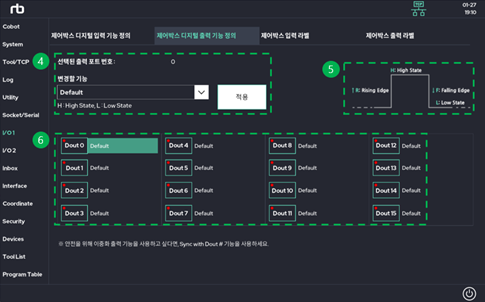 rb
TCP
01-27
19:10
Cobot
System
Tool/TCP
Log
Utility
Socket/Serial
I/O 1
I/O 2
Inbox
Interface
Coordinate
Security
Devices
Tool List
Program Table
제어박스 디지털 입력 기능 정의 제어박스 디지털 출력 기능 정의 제어박스 입력 라벨 제어박스 출력 라벨
4 선택된 출력 포트 번호 : 0
변경할 기능
Default
적용
H : High State, L : Low State
5
H: High State
R: Rising Edge
F: Falling Edge
L: Low State
6
Dout 0 Default Dout 4 Default Dout 8 Default Dout 12 Default
Dout 1 Default Dout 5 Default Dout 9 Default Dout 13 Default
Dout 2 Default Dout 6 Default Dout 10 Default Dout 14 Default
Dout 3 Default Dout 7 Default Dout 11 Default Dout 15 Default
※ 안전을 위해 이중화 출력 기능을 사용하고 싶다면, Sync with Dout # 기능을 사용하세요.